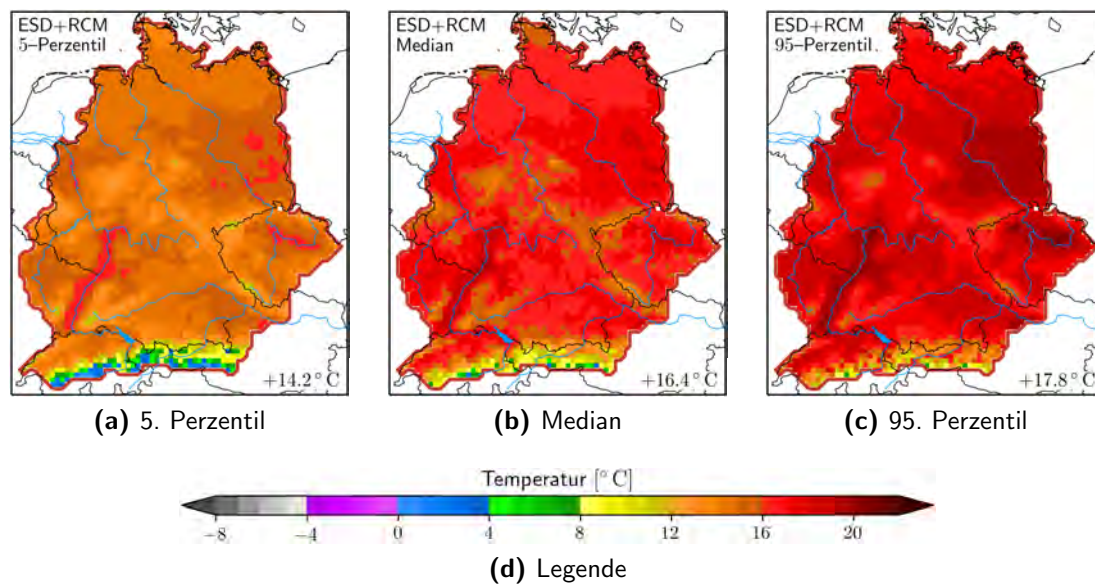 ESD+RCM
5–Perzentil
+14.2° C
ESD+RCM
Median
+16.4° C
ESD+RCM
95–Perzentil
+17.8° C
(a) 5. Perzentil
(b) Median
(c) 95. Perzentil
Temperatur [° C]
−8 −4 0 4 8 12 16 20
(d) Legende